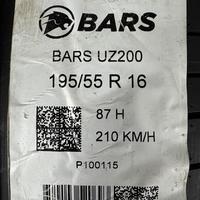 BARS
BARS UZ200
195/55 R 16
87 H
210 KM/H
P100115